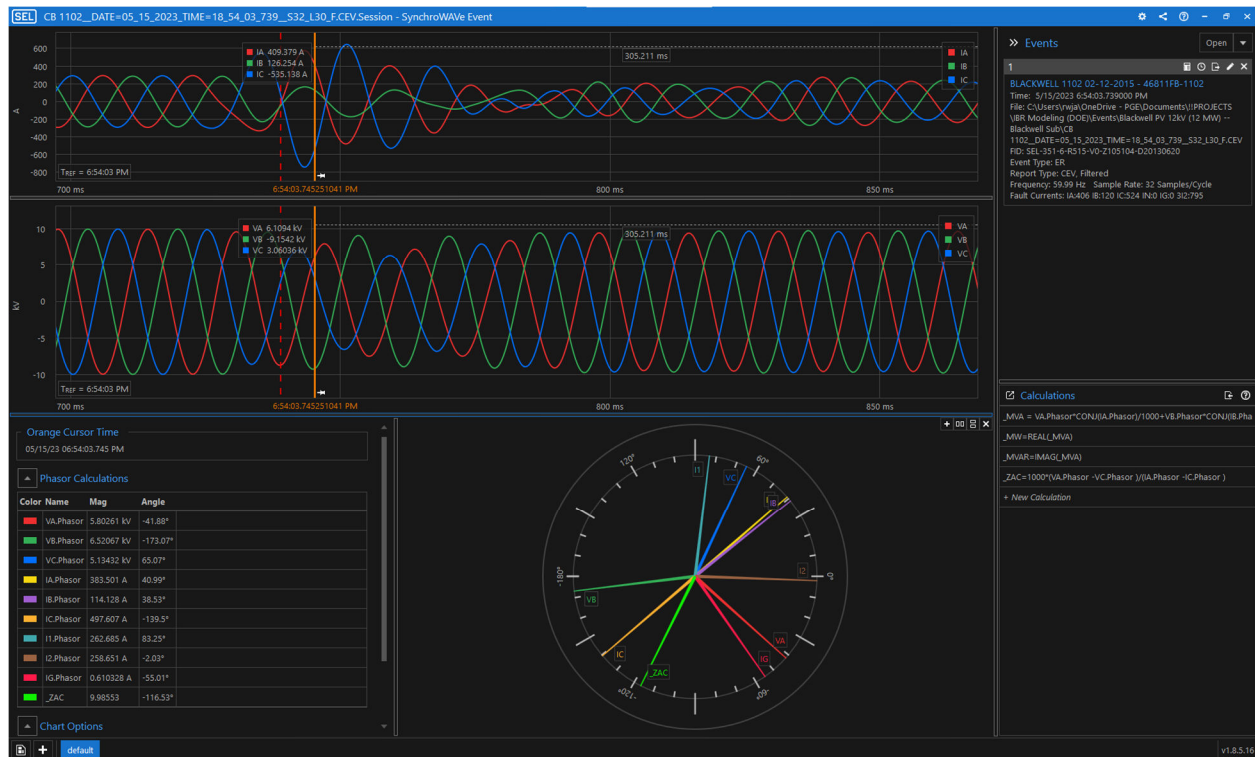 SEL CB 1102__DATE=05_15_2023_TIME=18_54_03_739__S32_L30_F.CEV.Session - SynchroWAVe Event
600
400
200
0
-200
-400
-600
-800
A
IA 409.379 A
IB 126.254 A
IC -535.138 A
305.211 ms
IA
IB
IC
TREF = 6:54:03 PM
700 ms
6:54:03.745251041 PM
800 ms
850 ms
10
5
0
-5
-10
kV
VA 6.1094 kV
VB -9.1542 kV
VC 3.06036 kV
305.211 ms
VA
VB
VC
TREF = 6:54:03 PM
700 ms
6:54:03.745251041 PM
800 ms
850 ms
Orange Cursor Time
05/15/23 06:54:03.745 PM
Phasor Calculations
Color Name Mag Angle
VA.Phasor 5.80261 kV -41.88°
VB.Phasor 6.52067 kV -173.07°
VC.Phasor 5.13432 kV 65.07°
IA.Phasor 383.501 A 40.99°
IB.Phasor 114.128 A 38.53°
IC.Phasor 497.607 A -139.5°
I1.Phasor 262.685 A 83.25°
I2.Phasor 258.651 A -2.03°
IG.Phasor 0.610328 A -55.01°
_ZAC 9.98553 -116.53°
Chart Options
120°
60°
I1
VC
IB
-180°
I2
0°
VB
VA
IC
IG
_ZAC
-120°
-60°
Events
Open
1
BLACKWELL 1102 02-12-2015 - 46811FB-1102
Time: 5/15/2023 6:54:03.739000 PM
File: C:\Users\rwja\OneDrive - PGE\Documents\!!PROJECTS
\IBR Modeling (DOE)\Events\Blackwell PV 12kV (12 MW) --
Blackwell Sub\CB
1102__DATE=05_15_2023_TIME=18_54_03_739__S32_L30_F.CEV
FID: SEL-351-6-R515-V0-Z105104-D20130620
Event Type: ER
Report Type: CEV, Filtered
Frequency: 59.99 Hz Sample Rate: 32 Samples/Cycle
Fault Currents: IA:406 IB:120 IC:524 IN:0 IG:0 3I2:795
Calculations
_MVA = VA.Phasor*CONJ(IA.Phasor)/1000+VB.Phasor*CONJ(IB.Pha
_MW=REAL(_MVA)
_MVAR=IMAG(_MVA)
_ZAC=1000*(VA.Phasor -VC.Phasor )/(IA.Phasor -IC.Phasor )
+ New Calculation
default
v1.8.5.16